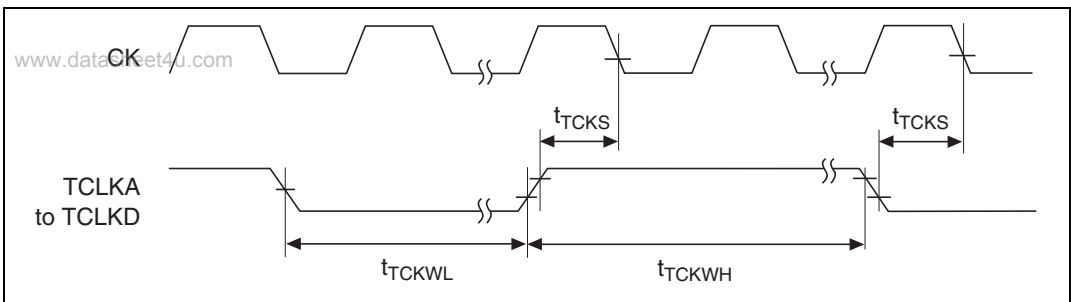 CK
www.datasheet4u.com
tTCKS
tTCKS
TCLKA
to TCLKD
tTCKWL
tTCKWH